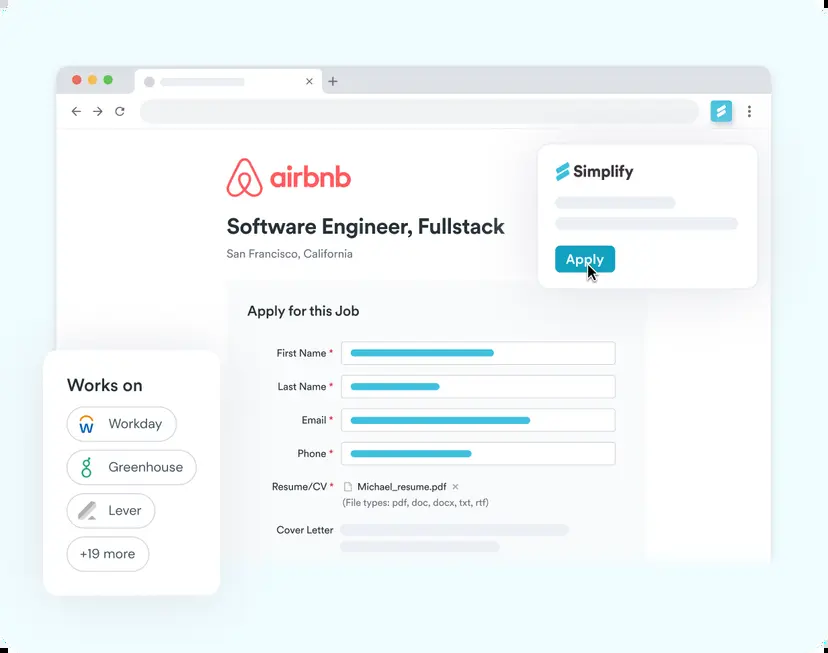 airbnb
Software Engineer, Fullstack
San Francisco, California
Simplify
Apply
Apply for this Job
First Name *
Last Name *
Email *
Phone *
Resume/CV * Michael_resume.pdf ×
(File types: pdf, doc, docx, txt, rtf)
Cover Letter
Works on
Workday
Greenhouse
Lever
+19 more